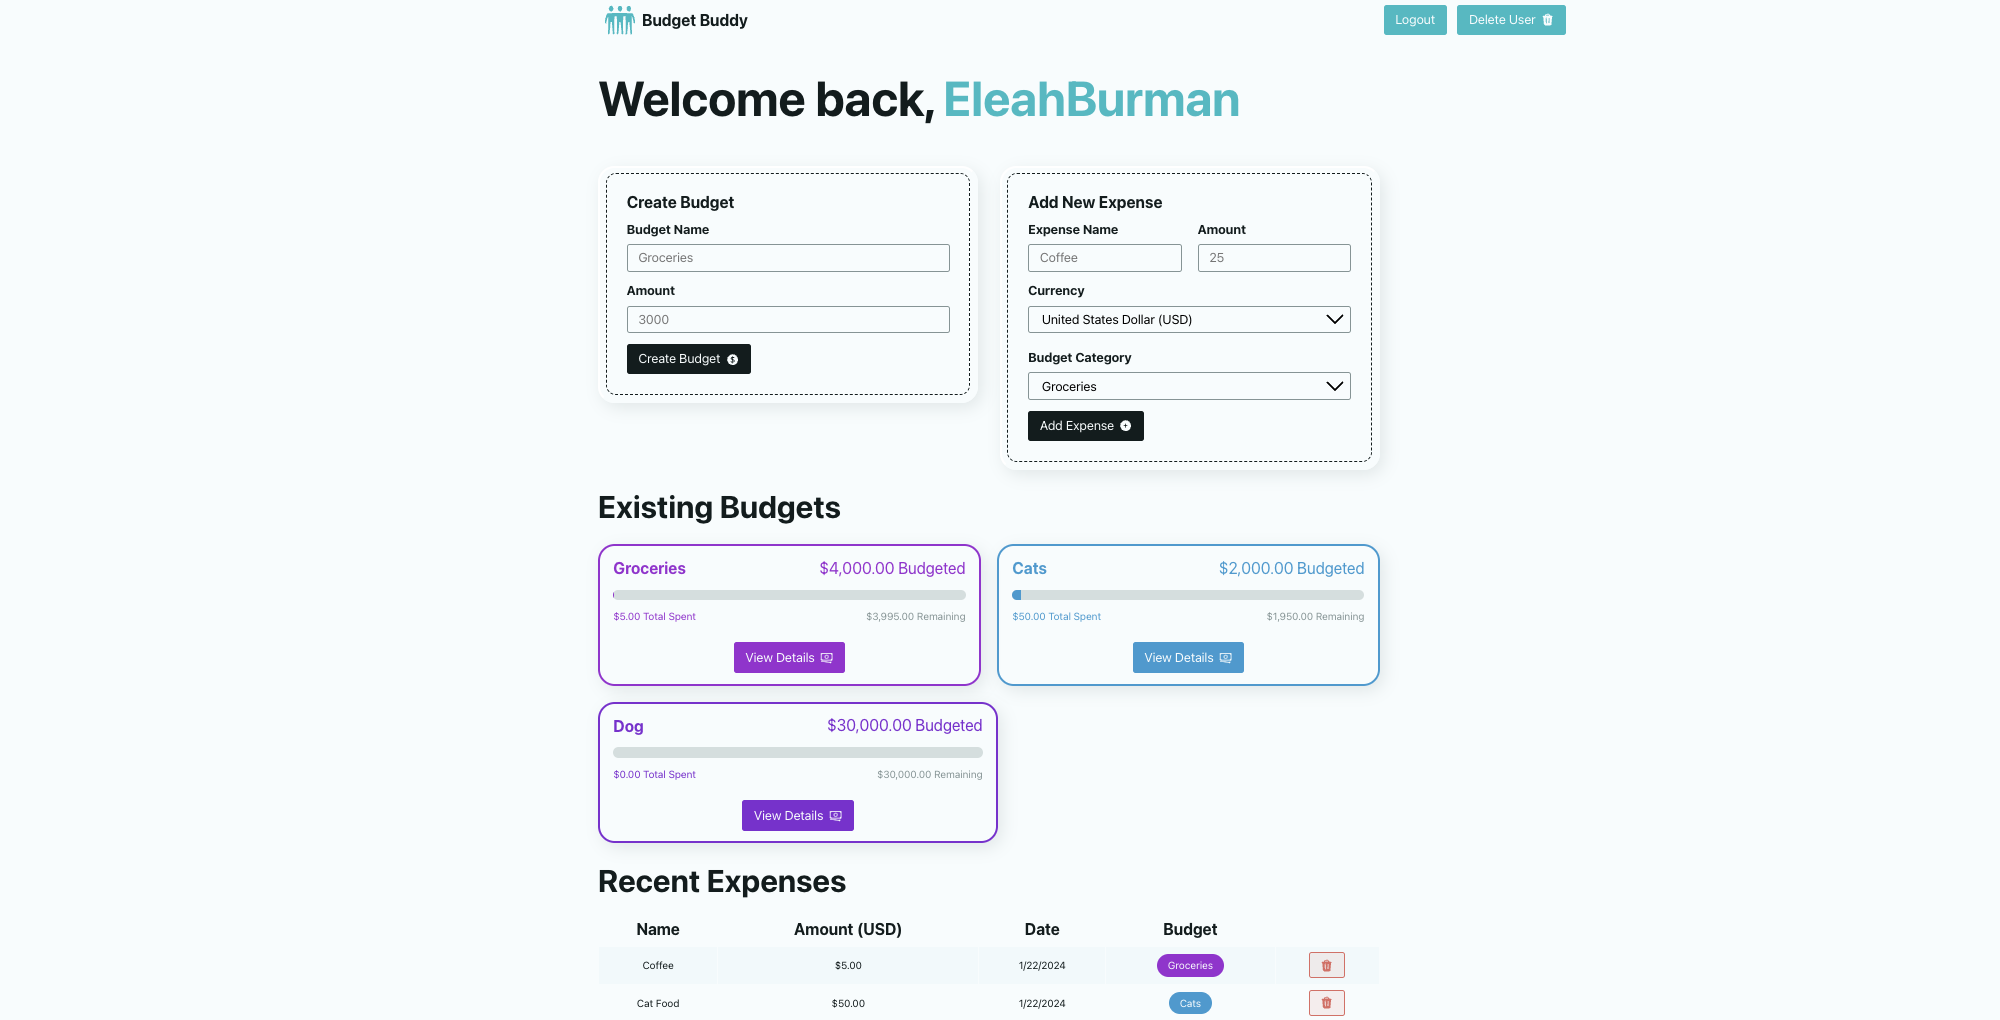 Budget Buddy
Logout
Delete User
Welcome back, EleahBurman
Create Budget
Budget Name
Groceries
Amount
3000
Create Budget
Add New Expense
Expense Name
Amount
Coffee
25
Currency
United States Dollar (USD)
Budget Category
Groceries
Add Expense
Existing Budgets
Groceries
$4,000.00 Budgeted
$5.00 Total Spent
$3,995.00 Remaining
View Details
Cats
$2,000.00 Budgeted
$50.00 Total Spent
$1,950.00 Remaining
View Details
Dog
$30,000.00 Budgeted
$0.00 Total Spent
$30,000.00 Remaining
View Details
Recent Expenses
Name Amount (USD) Date Budget
Coffee $5.00 1/22/2024 Groceries
Cat Food $50.00 1/22/2024 Cats